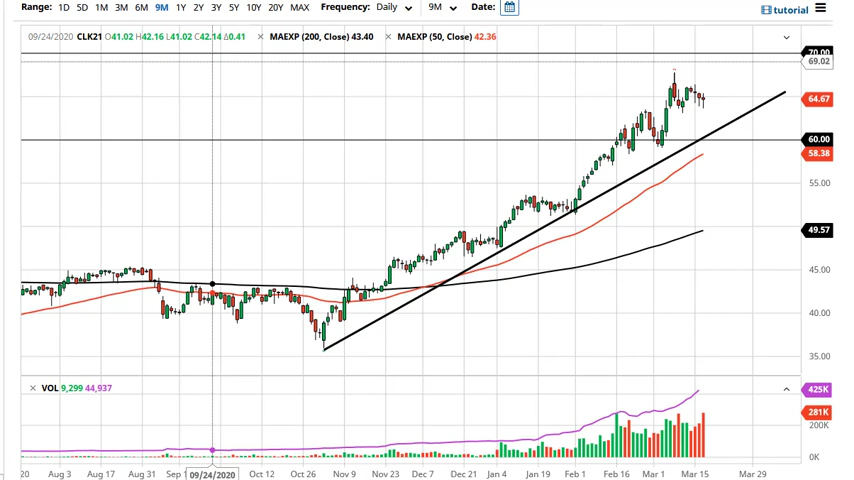 Range: 1D 5D 1M 3M 6M 9M 1Y 2Y 3Y 5Y 10Y 20Y MAX Frequency: Daily 9M Date:
tutorial
09/24/2020 CLK21 O41.02 H42.16 L41.02 C42.14 Δ0.41 × MAEXP (200, Close) 43.40 × MAEXP (50, Close) 42.36
70.00
69.02
64.67
60.00
58.38
55.00
49.57
45.00
40.00
35.00
× VOL 9,299 44,937
425K
281K
200K
0K
20 Aug 3 Aug 17 Aug 31 Sep 1 09/24/2020 Oct 12 Oct 26 Nov 9 Nov 23 Dec 7 Dec 21 Jan 4 Jan 19 Feb 1 Feb 16 Mar 1 Mar 15 Mar 29